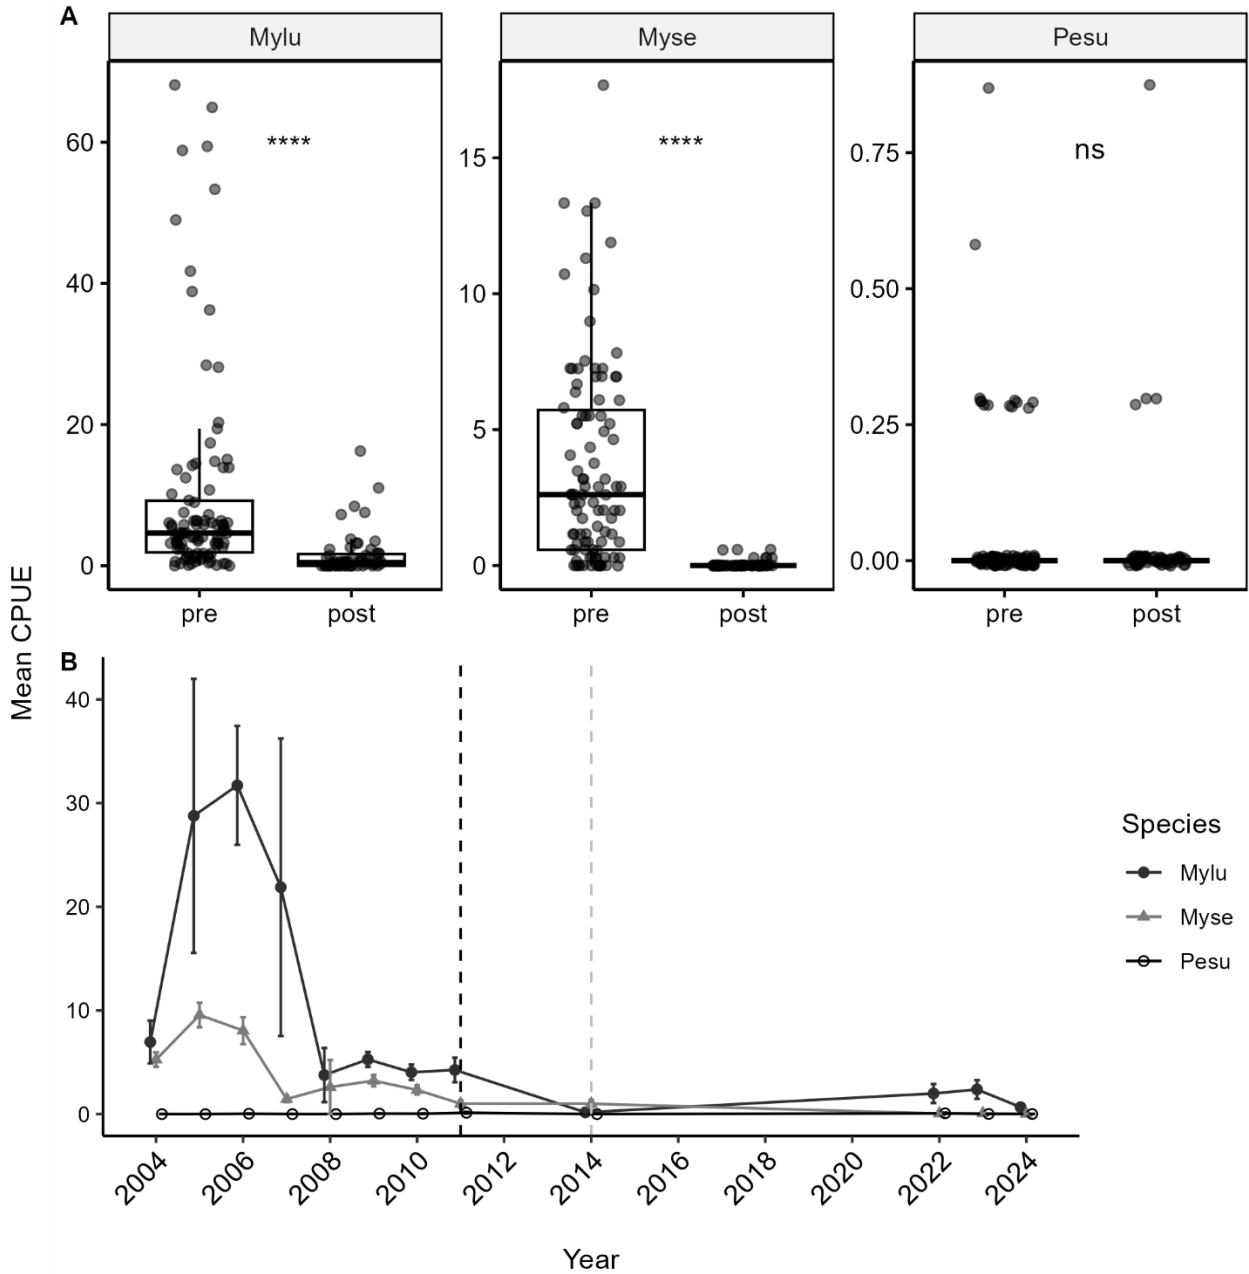 A
Mylu Myse Pesu
**** **** ns
60
40
20
0
15
10
5
0
0.75
0.50
0.25
0.00
pre post pre post pre post
Mean CPUE
B
40
30
20
10
0
2004 2006 2008 2010 2012 2014 2016 2018 2020 2022 2024
Year
Species
Mylu
Myse
Pesu